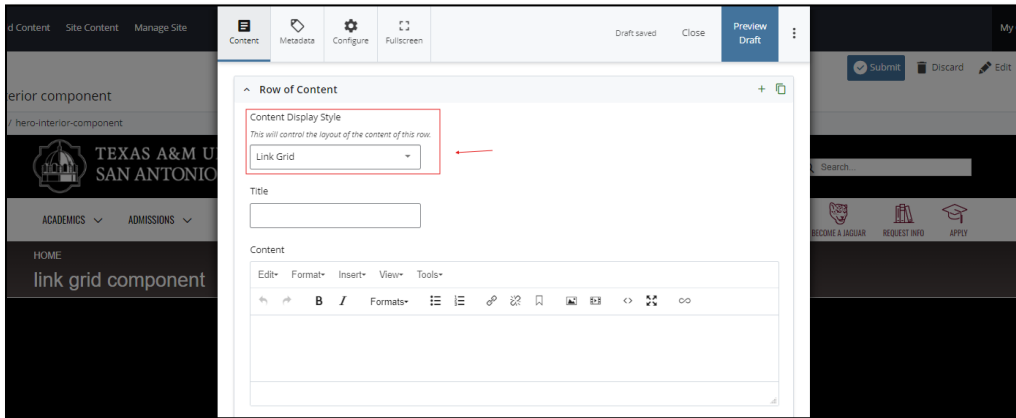 d Content Site Content Manage Site
My
Content Metadata Configure Fullscreen
Draft saved Close Preview Draft
Submit Discard Edit
erior component
/ hero-interior-component
Row of Content
Content Display Style
This will control the layout of the content of this row.
Link Grid
TEXAS A&M U
SAN ANTONIO
Search...
Title
ACADEMICS ADMISSIONS
BECOME A JAGUAR REQUEST INFO APPLY
HOME
link grid component
Content
Edit Format Insert View Tools
B I Formats